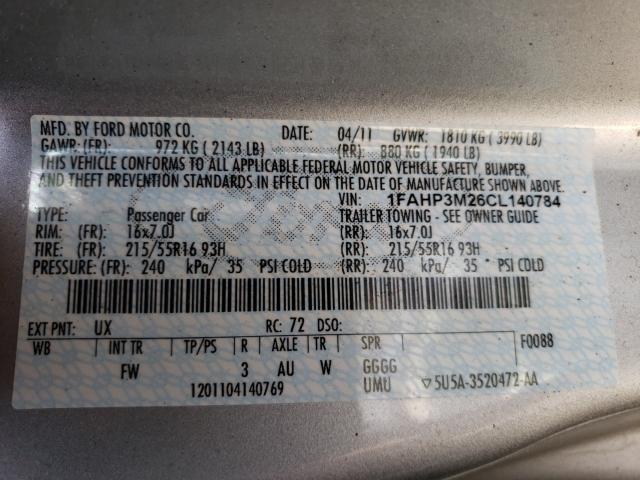 MFD. BY FORD MOTOR CO. DATE: 04/11 GVWR: 1810 KG ( 3990 LB)
GAWR: (FR): 972 KG ( 2143 LB) (RR): 880 KG ( 1940 LB)
THIS VEHICLE CONFORMS TO ALL APPLICABLE FEDERAL MOTOR VEHICLE SAFETY, BUMPER,
AND THEFT PREVENTION STANDARDS IN EFFECT ON THE DATE OF MANUFACTURE SHOWN ABOVE.
VIN: 1FAHP3M26CL140784
TYPE: Passenger Car TRAILER TOWING - SEE OWNER GUIDE
RIM: (FR): 16x7.0J (RR): 16x7.0J
TIRE: (FR): 215/55R16 93H (RR): 215/55R16 93H
PRESSURE: (FR): 240 kPa/ 35 PSI COLD (RR): 240 kPa/ 35 PSI COLD
EXT PNT: UX RC: 72 DSO: F0088
WB INT TR TP/PS R AXLE TR SPR
FW 3 AU W GGGG
UMU ▽5U5A-3520472-AA
1201104140769